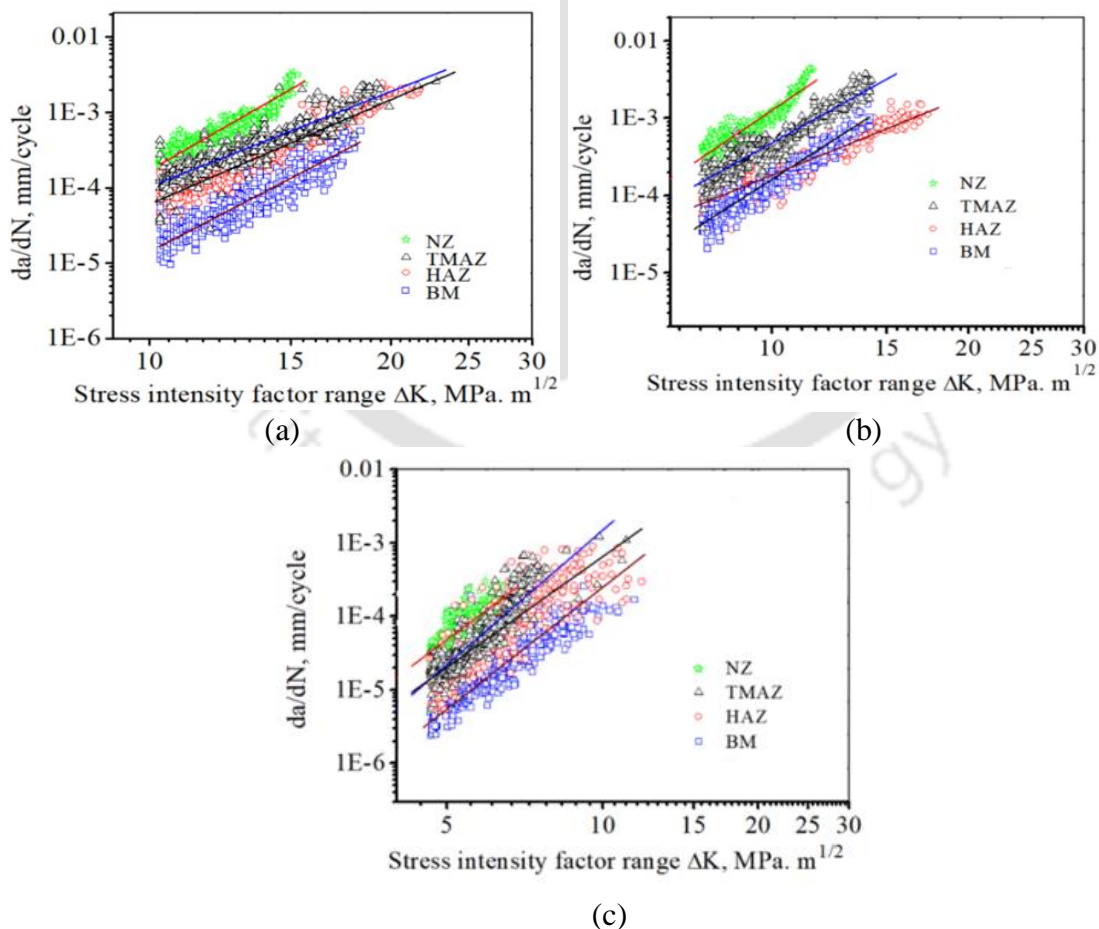 0.01
1E-3
1E-4
1E-5
1E-6
da/dN, mm/cycle
NZ
TMAZ
HAZ
BM
10 15 20 25 30
Stress intensity factor range ΔK, MPa. m^1/2
(a)
0.01
1E-3
1E-4
1E-5
da/dN, mm/cycle
NZ
TMAZ
HAZ
BM
10 15 20 25 30
Stress intensity factor range ΔK, MPa. m^1/2
(b)
gy
0.01
1E-3
1E-4
1E-5
1E-6
da/dN, mm/cycle
NZ
TMAZ
HAZ
BM
5 10 15 20 25 30
Stress intensity factor range ΔK, MPa. m^1/2
(c)